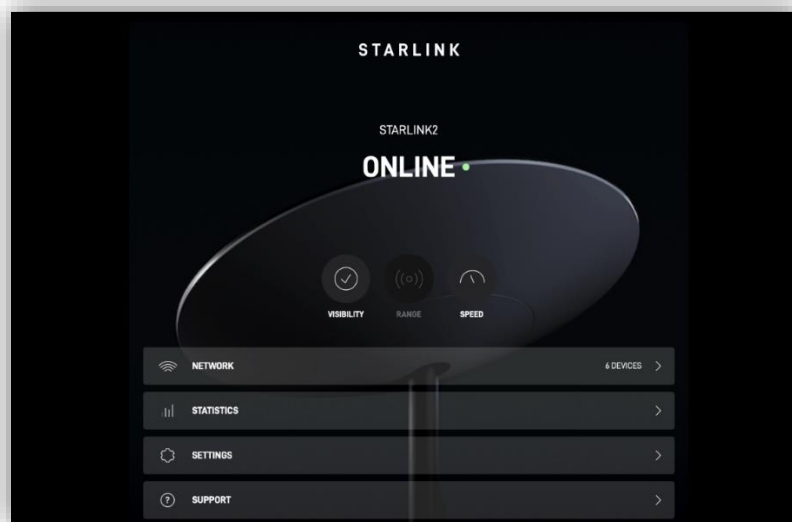 STARLINK
STARLINK2
ONLINE
VISIBILITY RANGE SPEED
NETWORK 6 DEVICES
STATISTICS
SETTINGS
SUPPORT